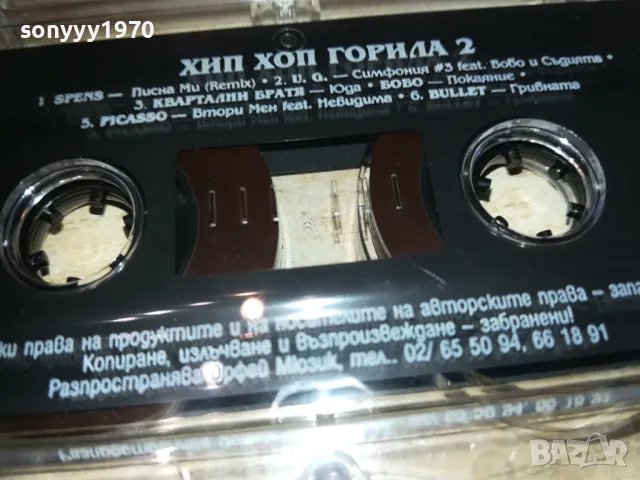 sonyyy1970
ХИП ХОП ГОРИЛА 2
1 SPENS – Писна Ми (Remix) • 2. U. G. – Симфония #3 feat. Бобо и Съдията
3. КВАРТАЛНИ БРАТЯ – Юда • БОБО – Покаяние •
5. PICASSO – Втори Мен feat. Невидима • 6. BULLET – Гривната
ки права на продуктите и на носителите на авторските права – запа
Копиране, излъчване и възпроизвеждане – забранени!
Разпространява Орфей Мюзик, тел.. 02/ 65 50 94, 66 18 91
BAZAR